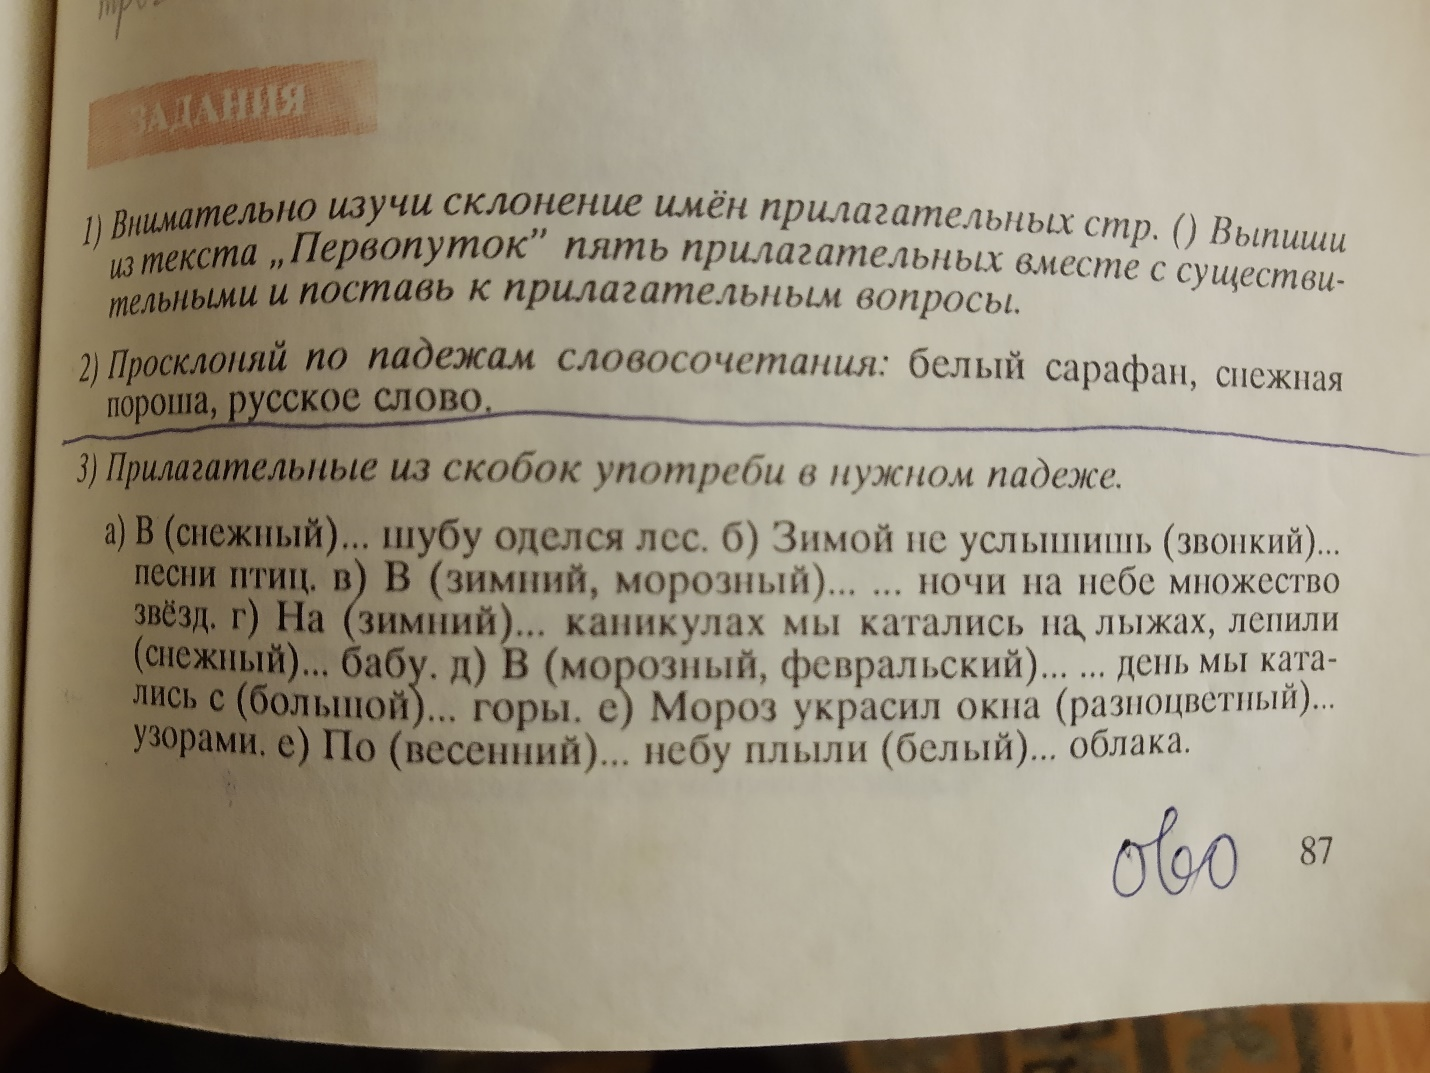 ЗАДАНИЯ
1) Внимательно изучи склонение имён прилагательных стр. () Выпиши
из текста „Первопуток” пять прилагательных вместе с существи-
тельными и поставь к прилагательным вопросы.
2) Просклоняй по падежам словосочетания: белый сарафан, снежная
пороша, русское слово.
3) Прилагательные из скобок употреби в нужном падеже.
а) В (снежный)... шубу оделся лес. б) Зимой не услышишь (звонкий)...
песни птиц. в) В (зимний, морозный)... ... ночи на небе множество
звёзд. г) На (зимний)... каникулах мы катались на лыжах, лепили
(снежный)... бабу. д) В (морозный, февральский)... ... день мы ката-
лись с (большой)... горы. е) Мороз украсил окна (разноцветный)...
узорами. е) По (весенний)... небу плыли (белый)... облака.
ово
87